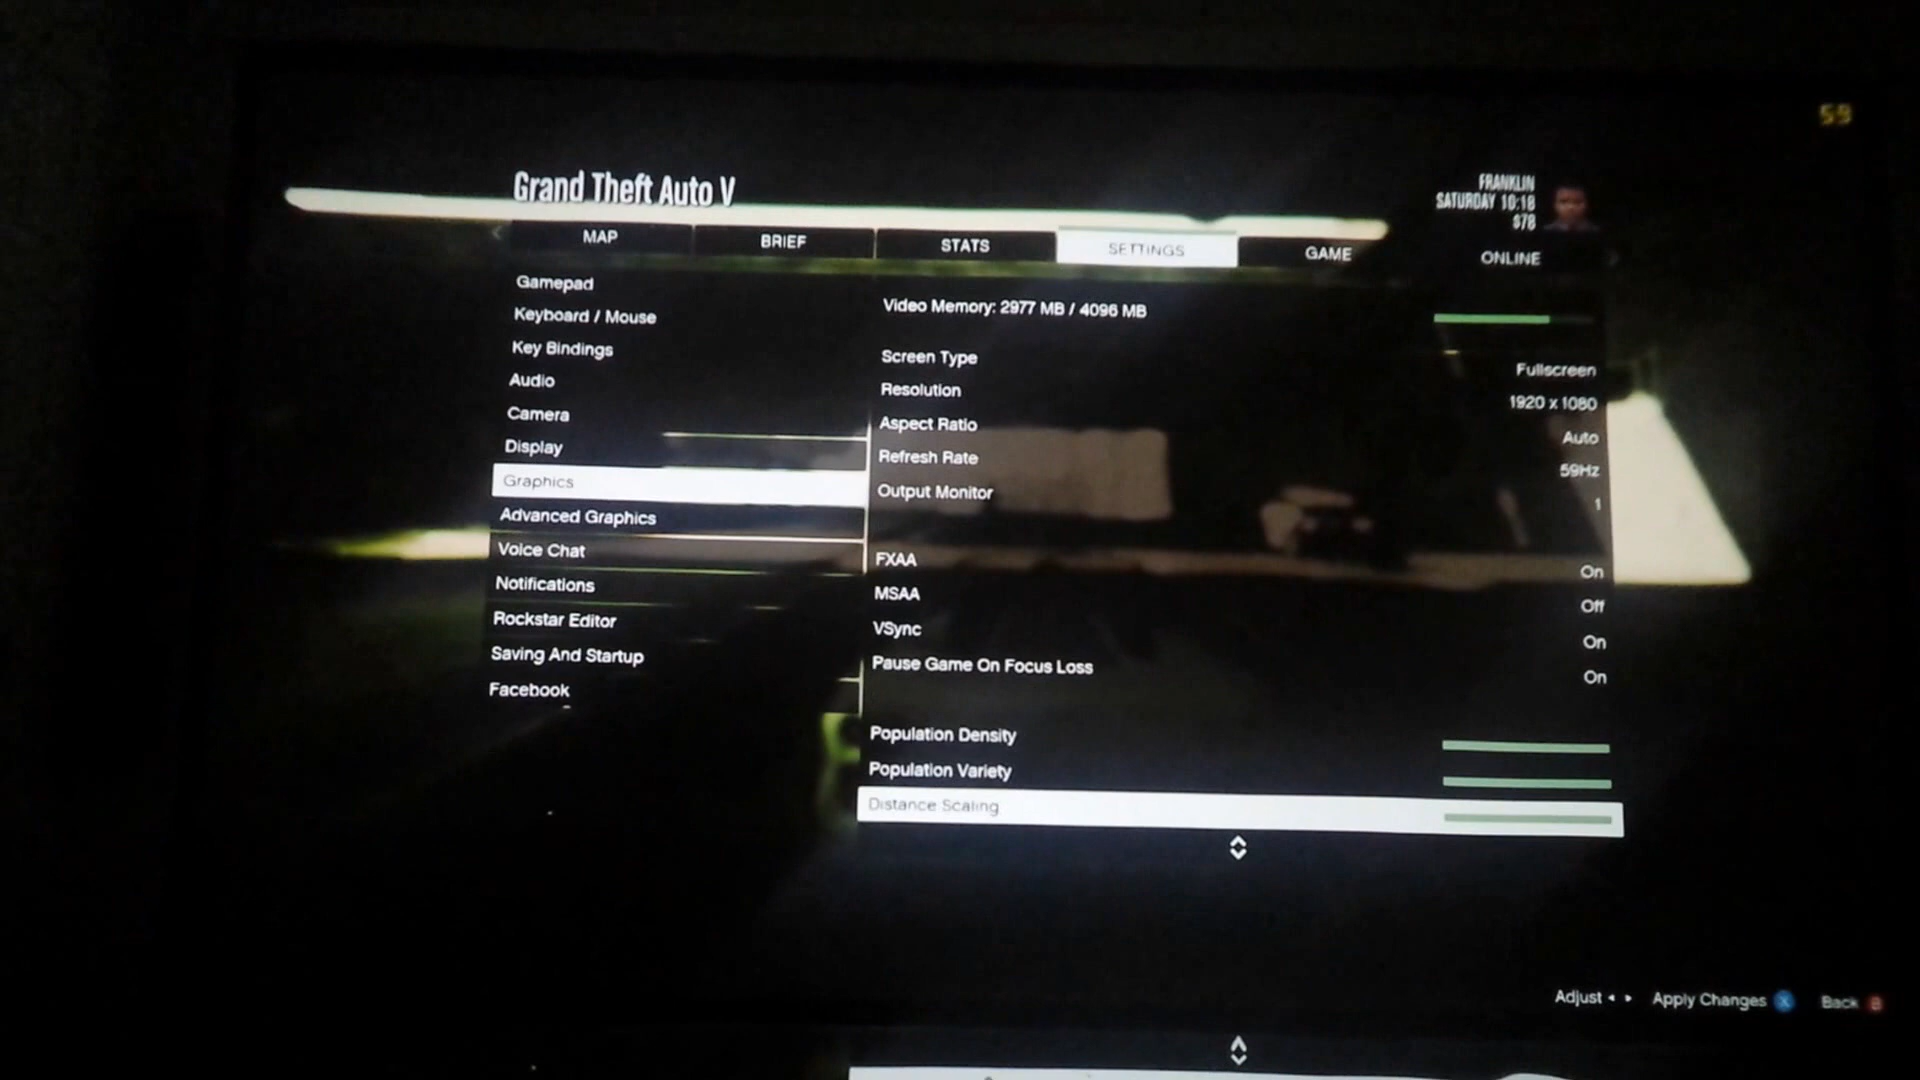 59
Grand Theft Auto V
FRANKLIN
SATURDAY 10:18
$78
MAP
BRIEF
STATS
SETTINGS
GAME
ONLINE
Gamepad
Keyboard / Mouse
Key Bindings
Audio
Camera
Display
Graphics
Advanced Graphics
Voice Chat
Notifications
Rockstar Editor
Saving And Startup
Facebook
Video Memory: 2977 MB / 4096 MB
Screen Type Fullscreen
Resolution 1920 x 1080
Aspect Ratio Auto
Refresh Rate 59Hz
Output Monitor 1
FXAA On
MSAA Off
VSync On
Pause Game On Focus Loss On
Population Density
Population Variety
Distance Scaling
Adjust Apply Changes X Back B